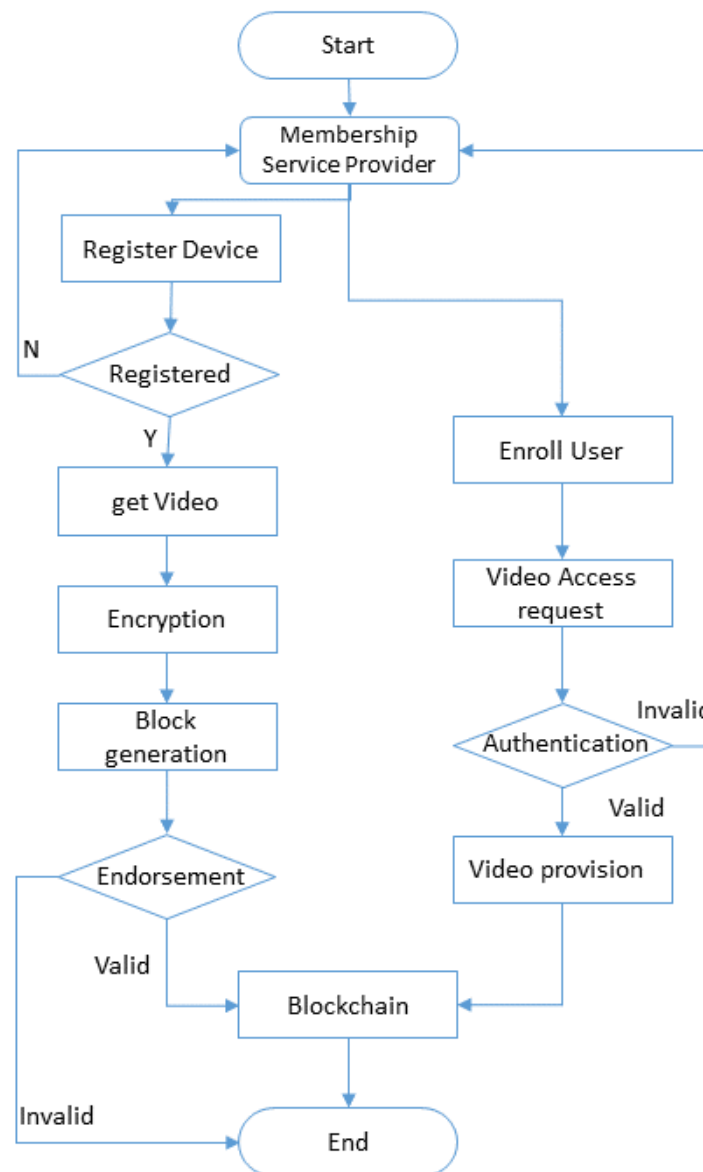 Start
Membership
Service Provider
Register Device
N
Registered
Y
Enroll User
get Video
Video Access
request
Encryption
Block
generation
Invalid
Authentication
Valid
Endorsement
Video provision
Valid
Blockchain
Invalid
End